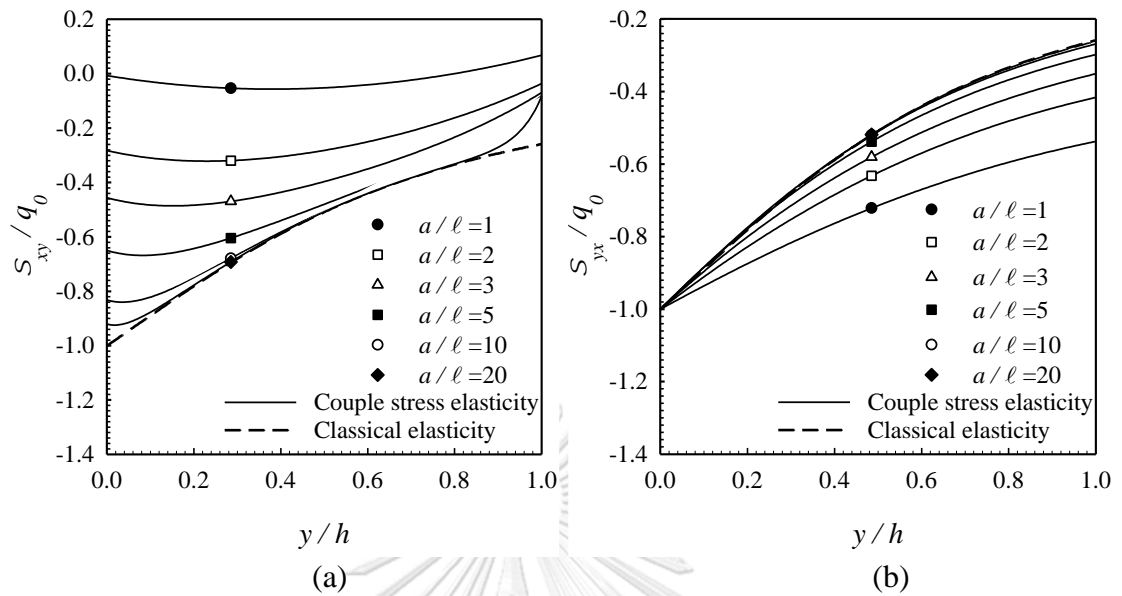 0.2
0.0
-0.2
-0.4
-0.6
-0.8
-1.0
-1.2
-1.4
0.0 0.2 0.4 0.6 0.8 1.0
s_xy / q_0
y / h
a / ℓ =1
a / ℓ =2
a / ℓ =3
a / ℓ =5
a / ℓ =10
a / ℓ =20
Couple stress elasticity
Classical elasticity
(a)
-0.2
-0.4
-0.6
-0.8
-1.0
-1.2
-1.4
0.0 0.2 0.4 0.6 0.8 1.0
s_yx / q_0
y / h
a / ℓ =1
a / ℓ =2
a / ℓ =3
a / ℓ =5
a / ℓ =10
a / ℓ =20
Couple stress elasticity
Classical elasticity
(b)